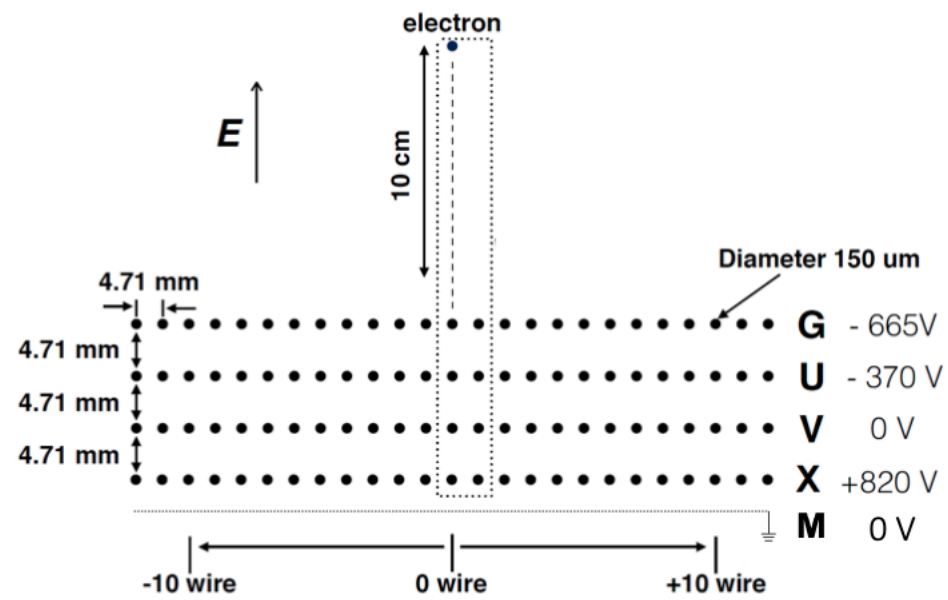 electron
E
10 cm
Diameter 150 um
4.71 mm
G - 665V
4.71 mm
U - 370 V
4.71 mm
V 0 V
4.71 mm
X +820 V
M 0 V
-10 wire 0 wire +10 wire